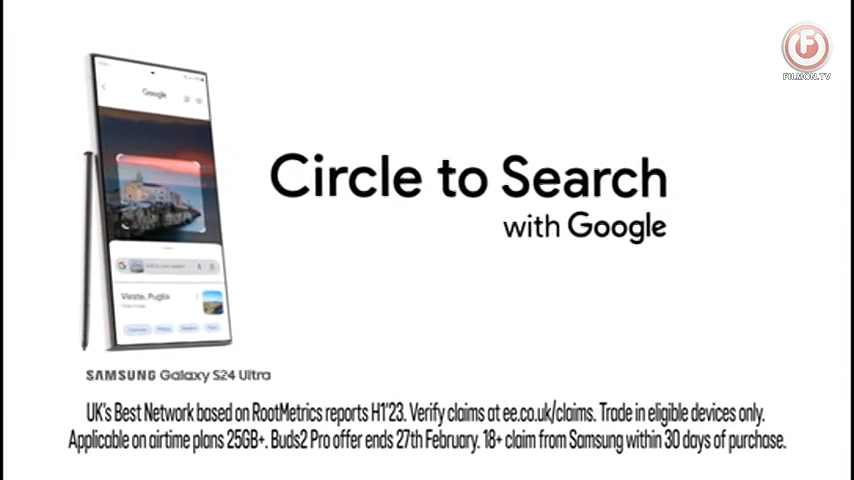 FILMON.TV
Google
Circle to Search
with Google
Vieste, Puglia
SAMSUNG Galaxy S24 Ultra
UK's Best Network based on RootMetrics reports H1'23. Verify claims at ee.co.uk/claims. Trade in eligible devices only.
Applicable on airtime plans 25GB+. Buds2 Pro offer ends 27th February. 18+ claim from Samsung within 30 days of purchase.